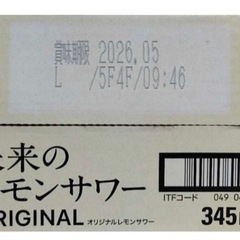 賞味期限 2026.05
L /5F4F/09:46
来の
モンサワー
ITFコード 049 0
RIGINAL オリジナルレモンサワー 345